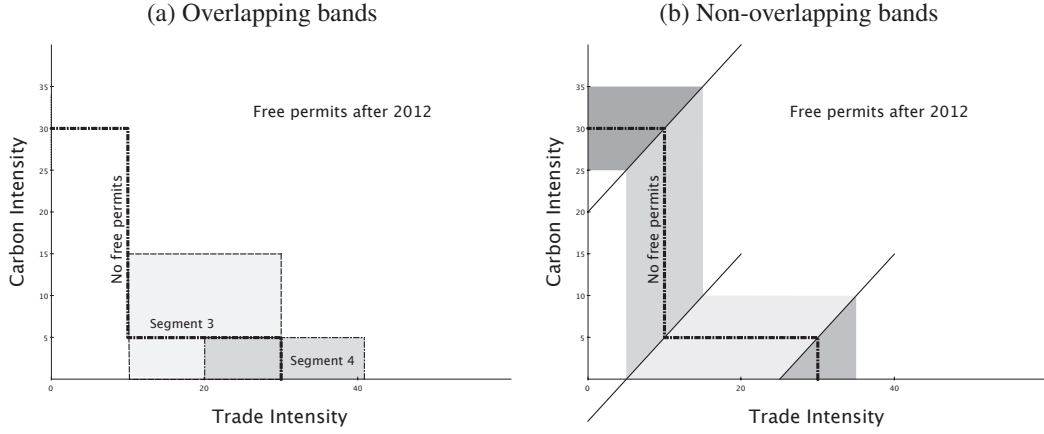 (a) Overlapping bands
Carbon Intensity
35
30
25
20
15
10
5
0
20
40
Trade Intensity
Free permits after 2012
No free permits
Segment 3
Segment 4
(b) Non-overlapping bands
Carbon Intensity
35
30
25
20
15
10
5
0
20
40
Trade Intensity
Free permits after 2012
No free permits